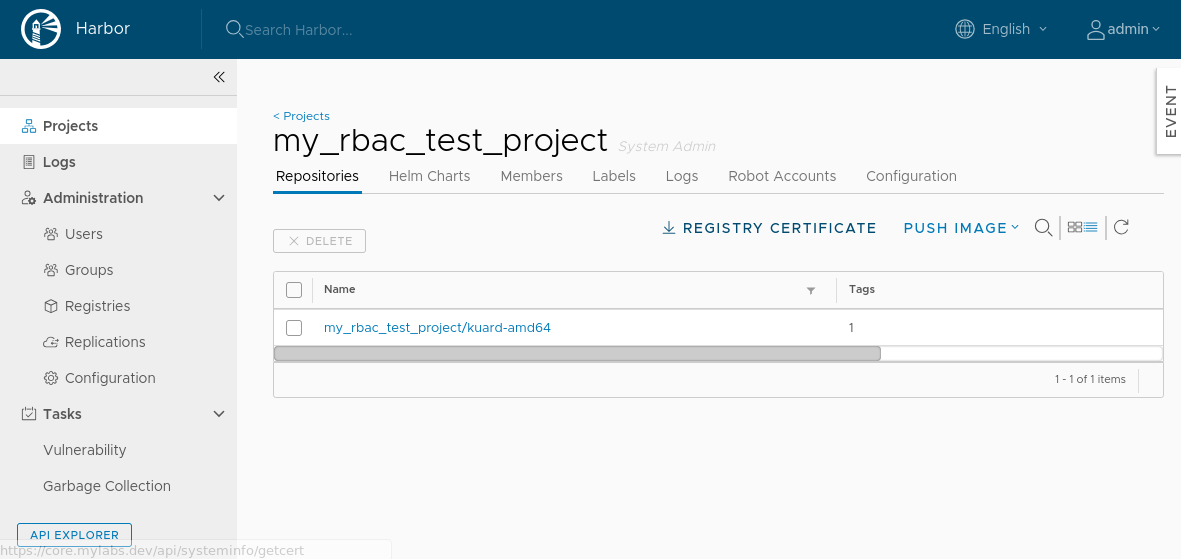 Harbor
Search Harbor...
English
admin
EVENT
Projects
Logs
Administration
Users
Groups
Registries
Replications
Configuration
Tasks
Vulnerability
Garbage Collection
API EXPLORER
https://core.mylabs.dev/api/systeminfo/getcert
< Projects
my_rbac_test_project System Admin
Repositories Helm Charts Members Labels Logs Robot Accounts Configuration
REGISTRY CERTIFICATE PUSH IMAGE
DELETE
Name Tags
my_rbac_test_project/kuard-amd64 1
1 - 1 of 1 items